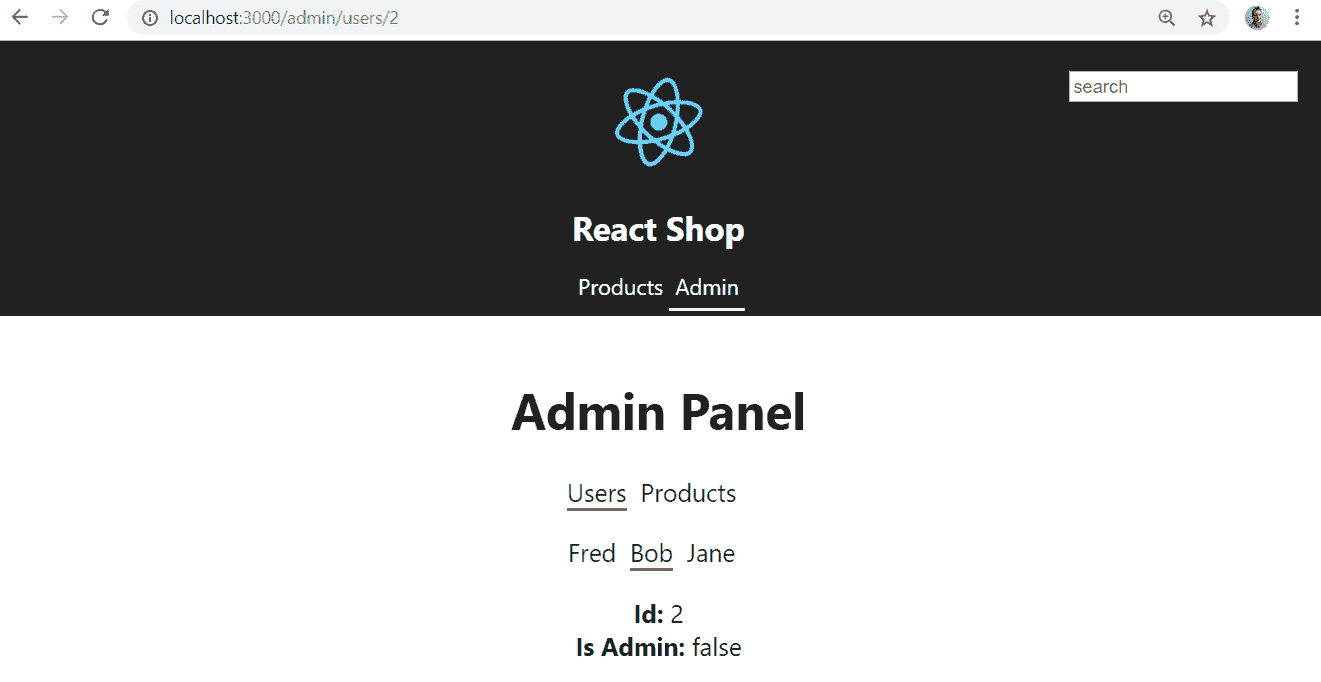 localhost:3000/admin/users/2
search
React Shop
Products Admin
Admin Panel
Users Products
Fred Bob Jane
Id: 2
Is Admin: false